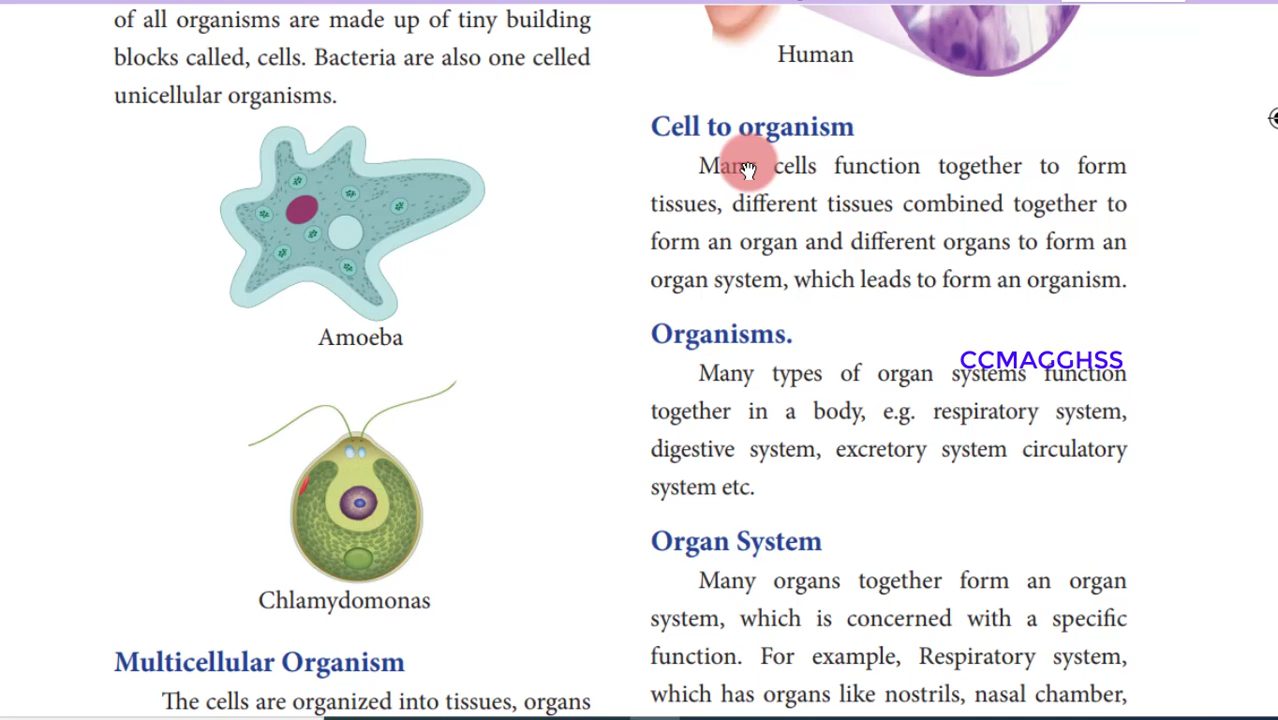 of all organisms are made up of tiny building
blocks called, cells. Bacteria are also one celled
unicellular organisms.
Amoeba
Chlamydomonas
Multicellular Organism
The cells are organized into tissues, organs
Human
Cell to organism
Many cells function together to form
tissues, different tissues combined together to
form an organ and different organs to form an
organ system, which leads to form an organism.
Organisms.
CCMAGGHSS
Many types of organ systems function
together in a body, e.g. respiratory system,
digestive system, excretory system circulatory
system etc.
Organ System
Many organs together form an organ
system, which is concerned with a specific
function. For example, Respiratory system,
which has organs like nostrils, nasal chamber,